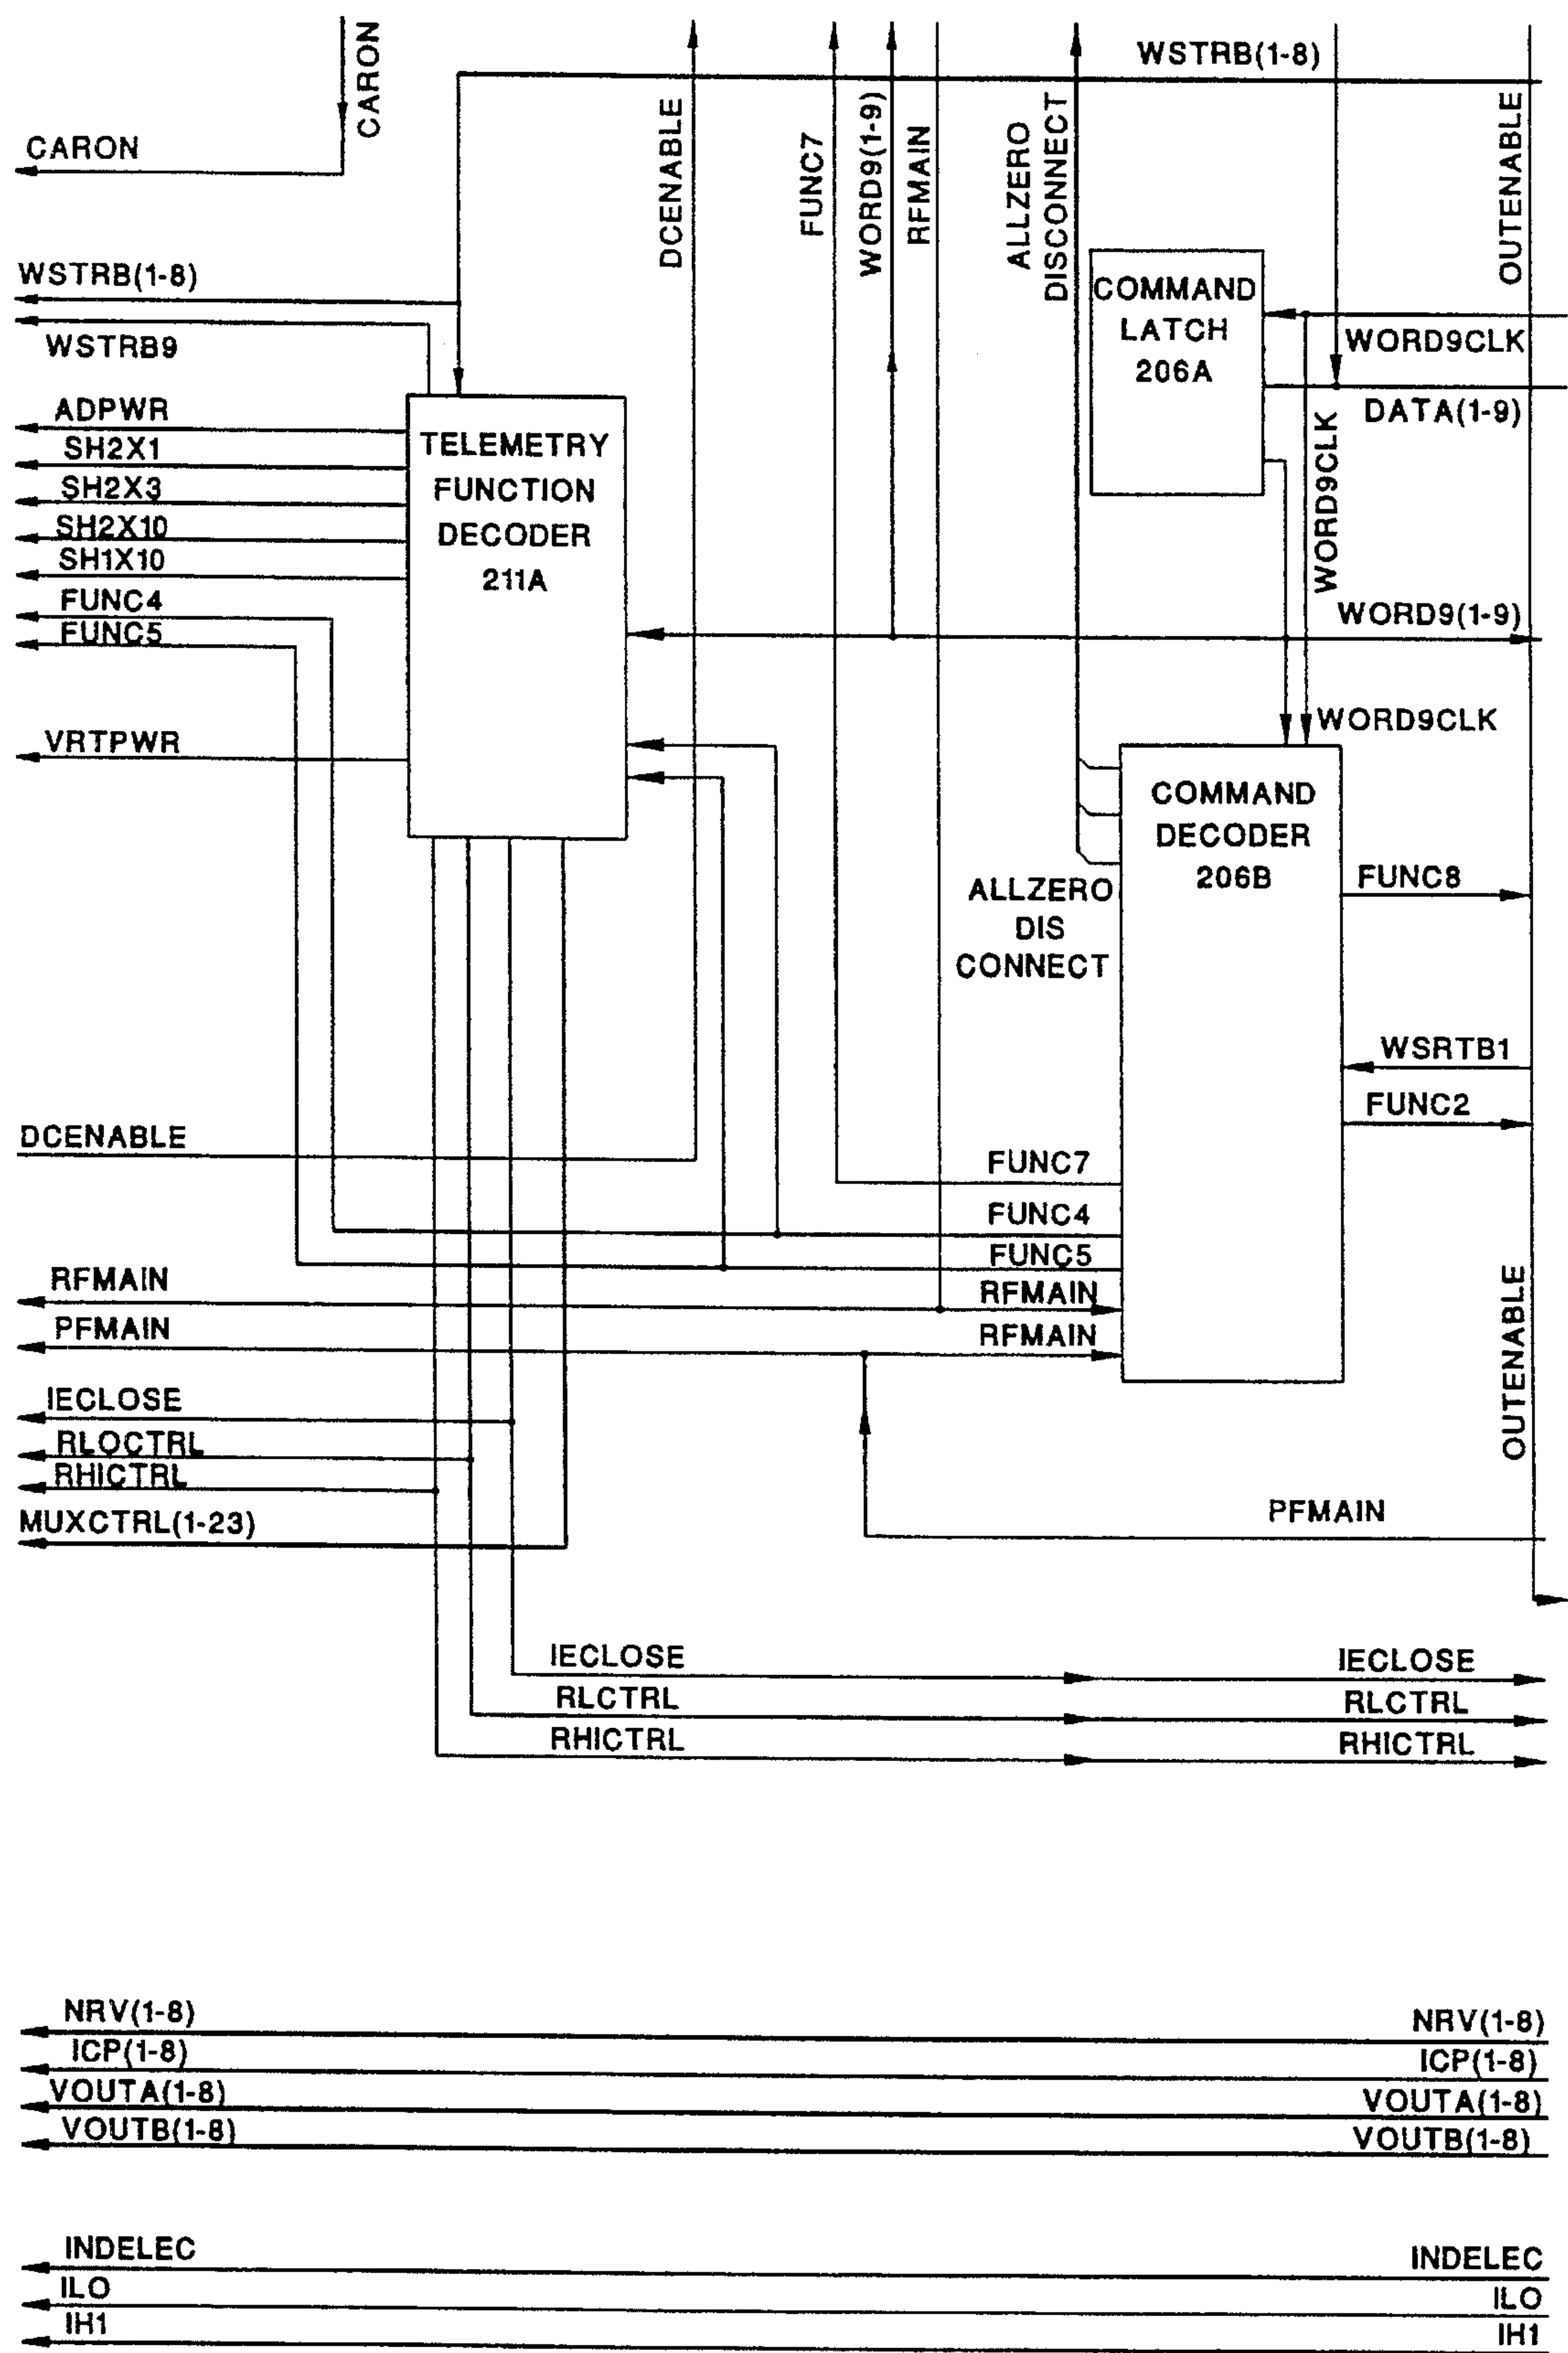 CARON
CARON
WSTRB(1-8)
DCENABLE
FUNC7
WORD9(1-9)
RFMAIN
ALLZERO
DISCONNECT
OUTENABLE
WSTRB(1-8)
WSTRB9
COMMAND
LATCH
206A
WORD9CLK
DATA(1-9)
WORD9CLK
ADPWR
SH2X1
SH2X3
SH2X10
SH1X10
FUNC4
FUNC5
VRTPWR
TELEMETRY
FUNCTION
DECODER
211A
WORD9(1-9)
WORD9CLK
COMMAND
DECODER
206B
ALLZERO
DIS
CONNECT
FUNC8
WSRTB1
FUNC2
DCENABLE
FUNC7
FUNC4
FUNC5
RFMAIN
RFMAIN
PFMAIN
RFMAIN
OUTENABLE
IECLOSE
RLOCTRL
RHICTRL
MUXCTRL(1-23)
PFMAIN
IECLOSE
IECLOSE
RLCTRL
RLCTRL
RHICTRL
RHICTRL
NRV(1-8)
NRV(1-8)
ICP(1-8)
ICP(1-8)
VOUTA(1-8)
VOUTA(1-8)
VOUTB(1-8)
VOUTB(1-8)
INDELEC
INDELEC
ILO
ILO
IH1
IH1